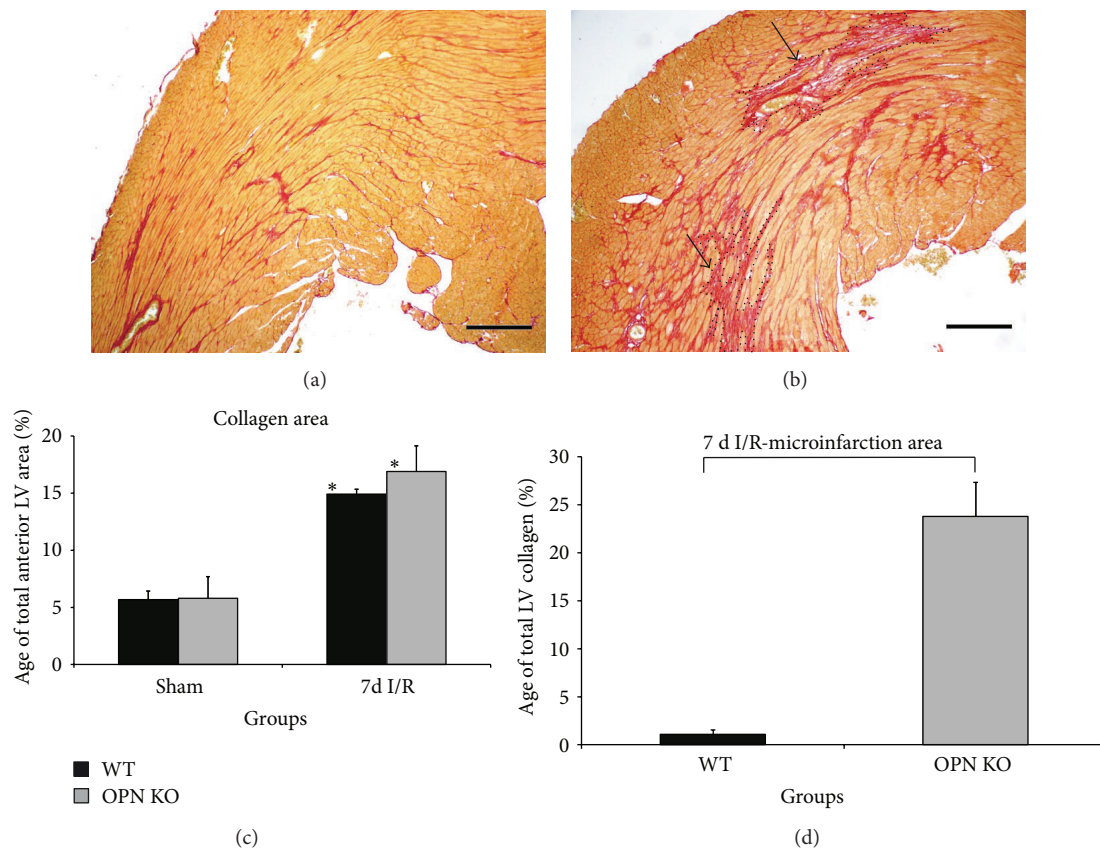 (a)
(b)
Collagen area
Age of total anterior LV area (%)
20
15
10
5
0
*
*
Sham
7d I/R
Groups
WT
OPN KO
(c)
7 d I/R-microinfarction area
Age of total LV collagen (%)
30
25
20
15
10
5
0
WT
OPN KO
Groups
(d)